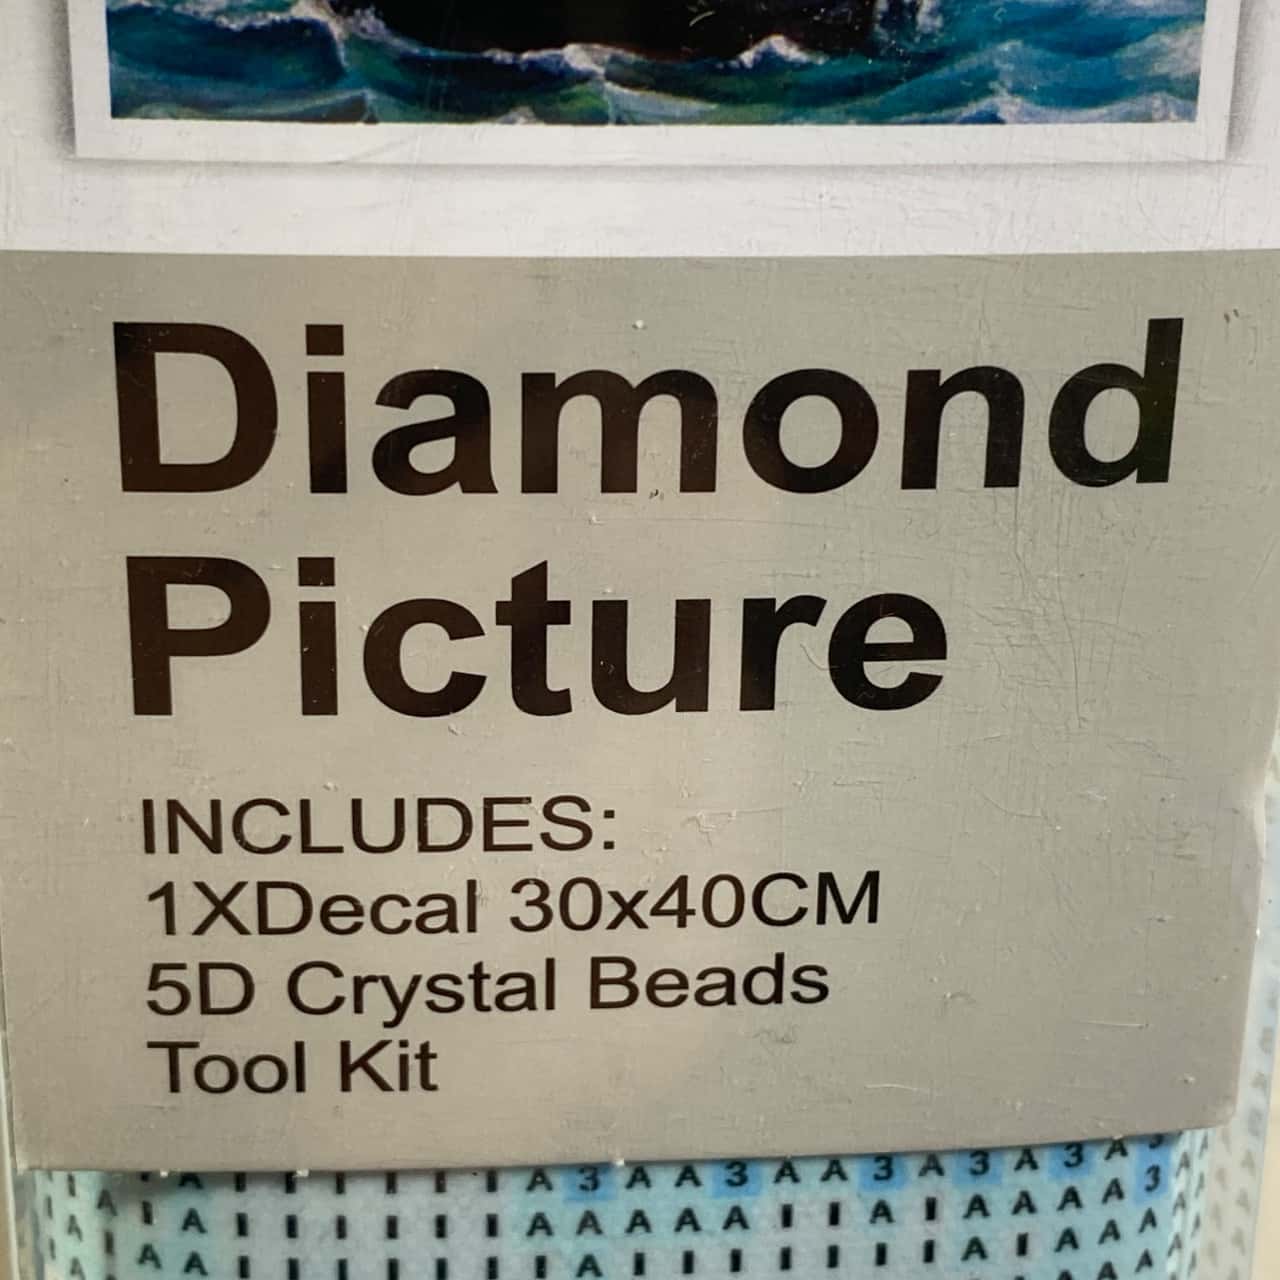 Diamond
Picture
INCLUDES:
1XDecal 30x40CM
5D Crystal Beads
Tool Kit